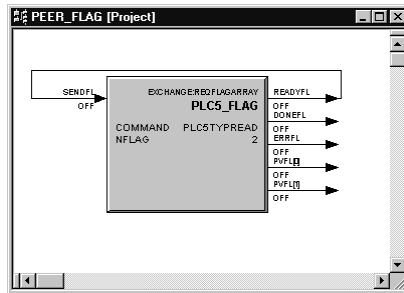 PEER_FLAG [Project]
SENDFL
OFF
EXCHANGE:REQFLAGARRAY
PLC5_FLAG
COMMAND PLC5TYPREAD
NFLAG 2
READYFL
OFF
DONEFL
OFF
ERRFL
OFF
PVFL[0]
OFF
PVFL[1]
OFF